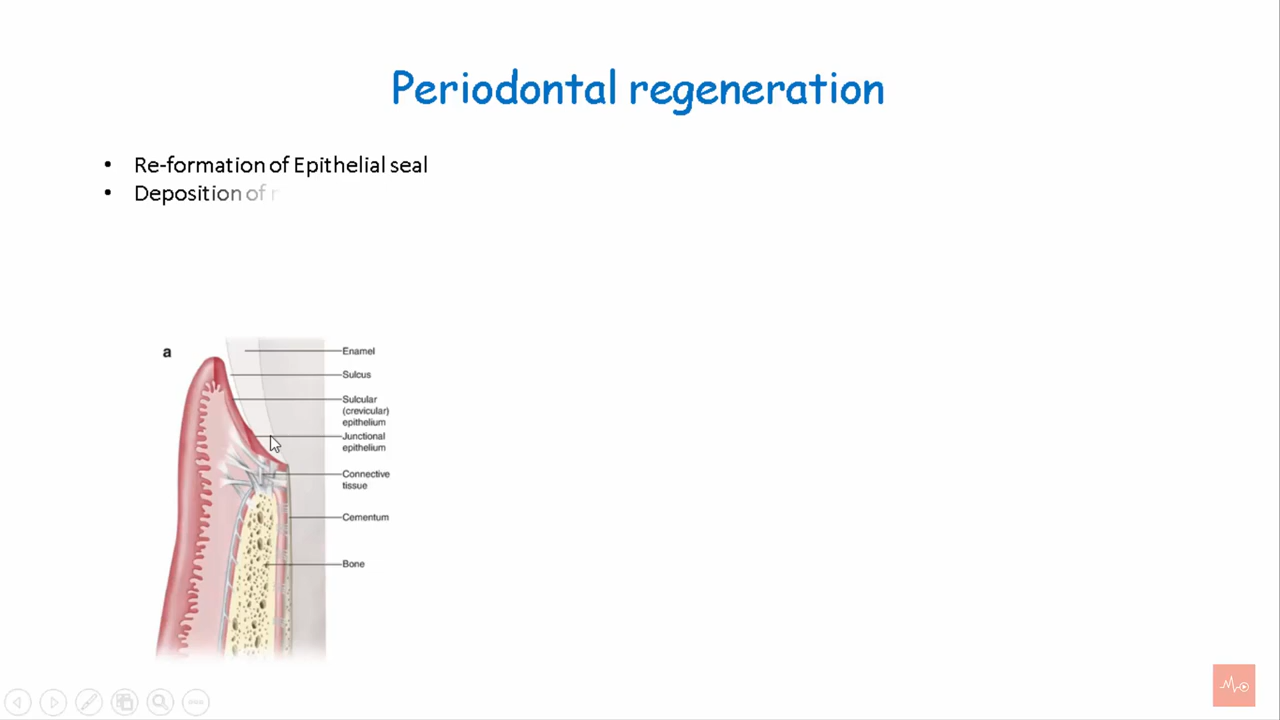 Periodontal regeneration
• Re-formation of Epithelial seal
• Deposition of
a
Enamel
Sulcus
Sulcular
(crevicular)
epithelium
Junctional
epithelium
Connective
tissue
Cementum
Bone